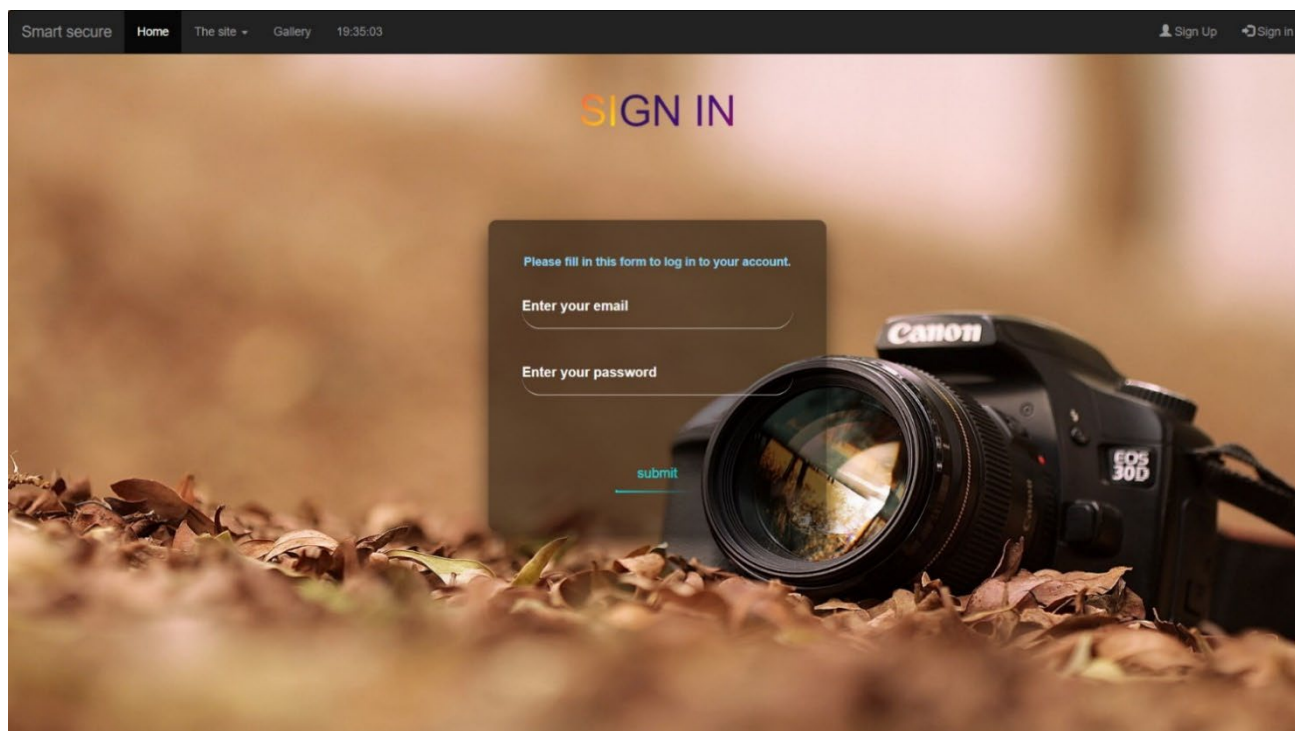 Smart secure Home The site Gallery 19:35:03 Sign Up Sign in
SIGN IN
Please fill in this form to log in to your account.
Enter your email
Enter your password
submit
Canon
EOS
30D